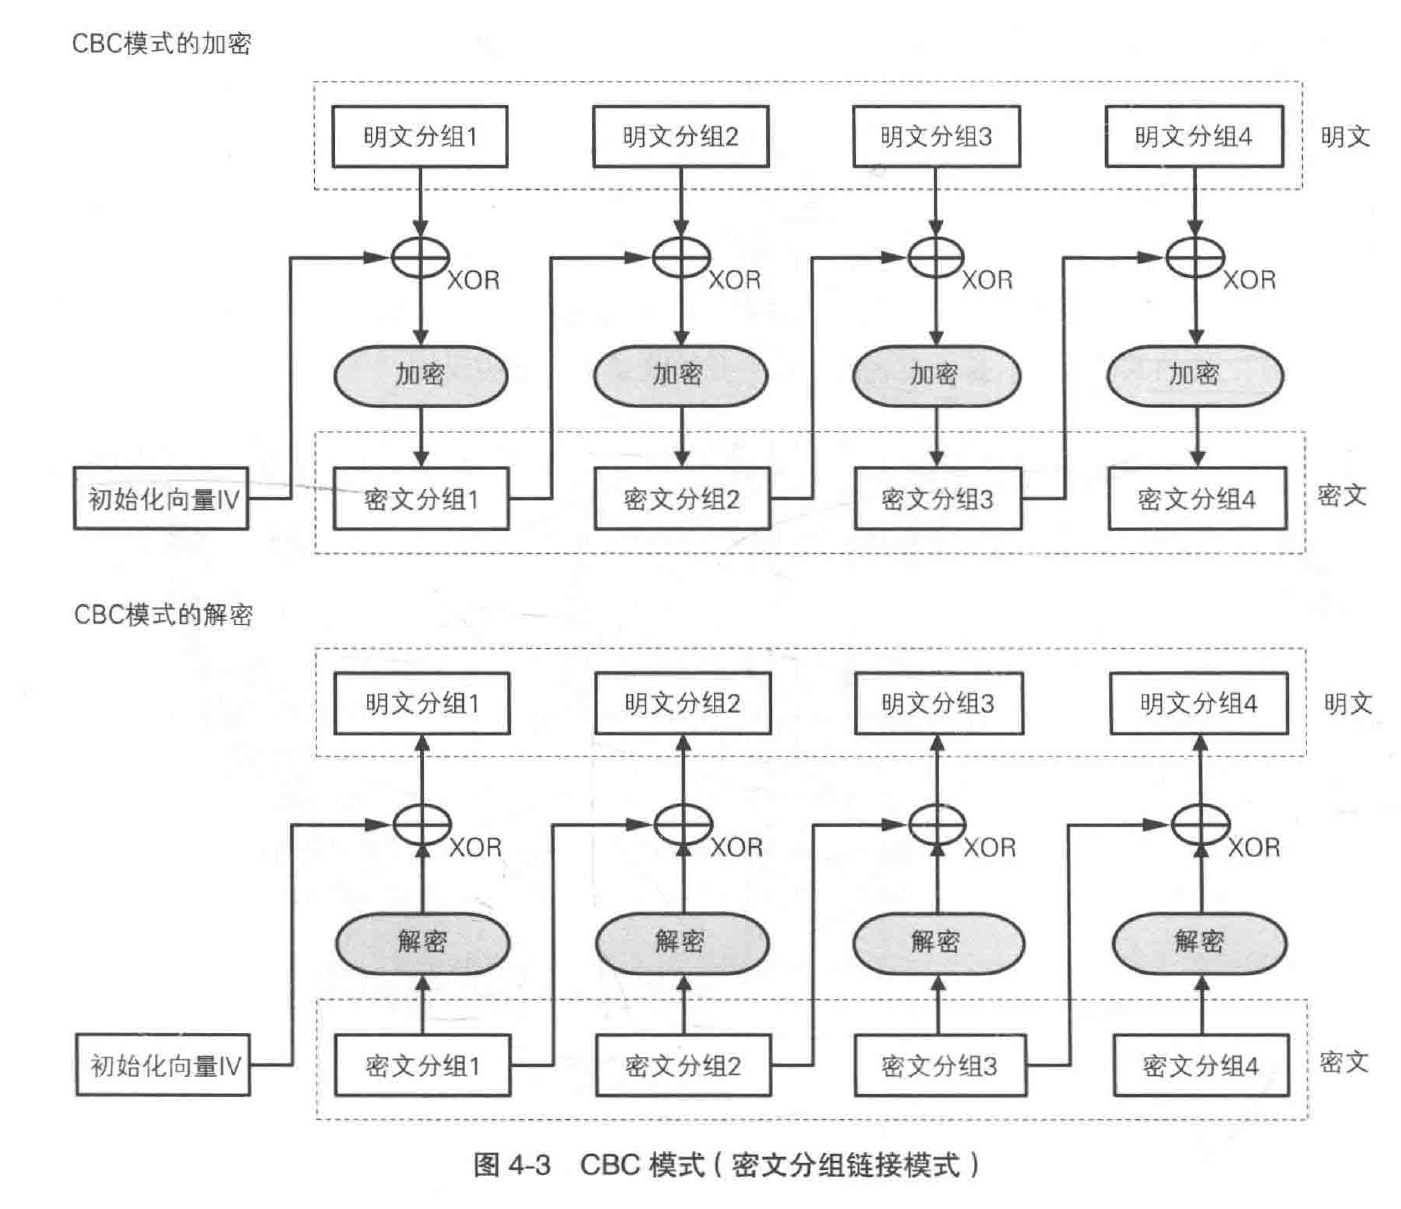 CBC模式的加密
明文分组1 明文分组2 明文分组3 明文分组4 明文
XOR XOR XOR XOR
加密 加密 加密 加密
初始化向量IV 密文分组1 密文分组2 密文分组3 密文分组4 密文
CBC模式的解密
明文分组1 明文分组2 明文分组3 明文分组4 明文
XOR XOR XOR XOR
解密 解密 解密 解密
初始化向量IV 密文分组1 密文分组2 密文分组3 密文分组4 密文
图 4-3 CBC 模式（密文分组链接模式）